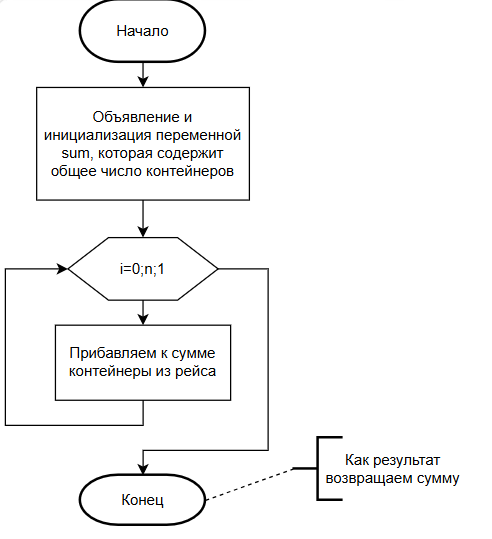 Начало
Объявление и
инициализация переменной
sum, которая содержит
общее число контейнеров
i=0;n;1
Прибавляем к сумме
контейнеры из рейса
Как результат
возвращаем сумму
Конец